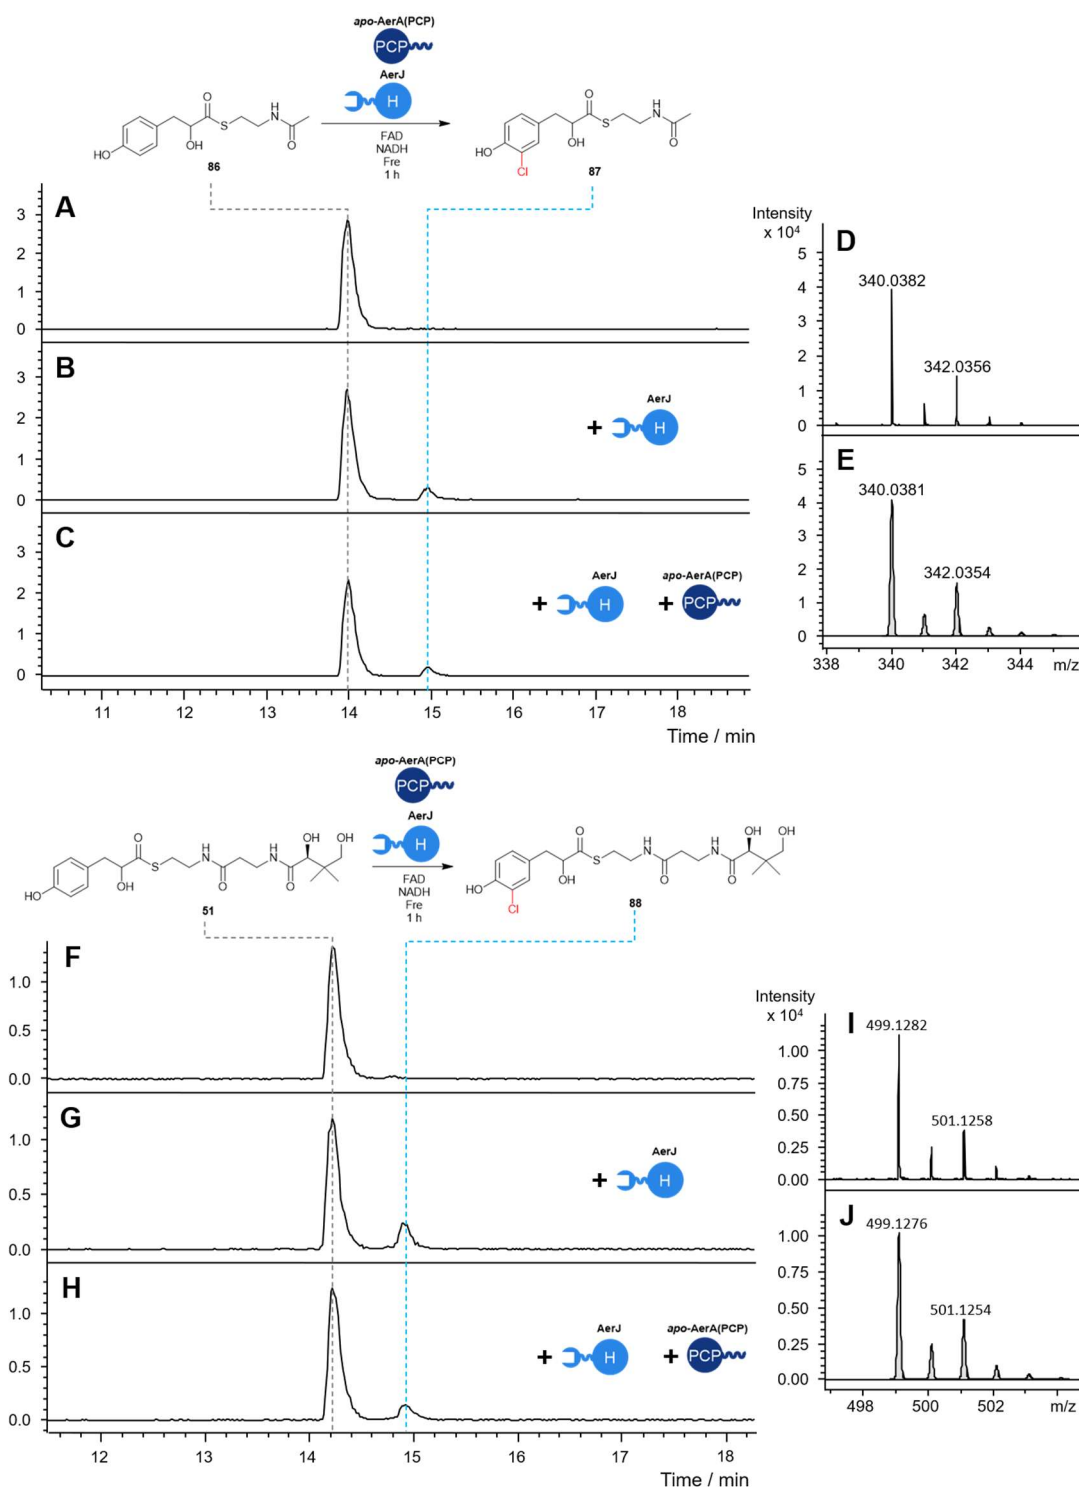 apo-AerA(PCP)
PCP
AerJ
H
FAD
NADH
Fre
1 h
O
H
N
S
O
OH
HO
86
O
H
N
S
O
OH
HO
Cl
87
A
3
2
1
0
B
AerJ
+ H
3
2
1
0
C
AerJ apo-AerA(PCP)
+ H + PCP
3
2
1
0
11 12 13 14 15 16 17 18
Time / min
Intensity
x 10⁴
D
340.0382
342.0356
5
4
3
2
1
0
E
340.0381
342.0354
5
4
3
2
1
0
338 340 342 344 m/z
apo-AerA(PCP)
PCP
AerJ
H
FAD
NADH
Fre
1 h
O
S
H
N
O
H
N
O
OH OH
OH
HO
51
O
S
H
N
O
H
N
O
OH OH
OH
HO
Cl
88
F
1.0
0.5
0.0
G
AerJ
+ H
1.0
0.5
0.0
H
AerJ apo-AerA(PCP)
+ H + PCP
1.0
0.5
0.0
12 13 14 15 16 17 18
Time / min
Intensity
x 10⁴
I
499.1282
501.1258
1.00
0.75
0.50
0.25
0.00
J
499.1276
501.1254
1.00
0.75
0.50
0.25
0.00
498 500 502 m/z